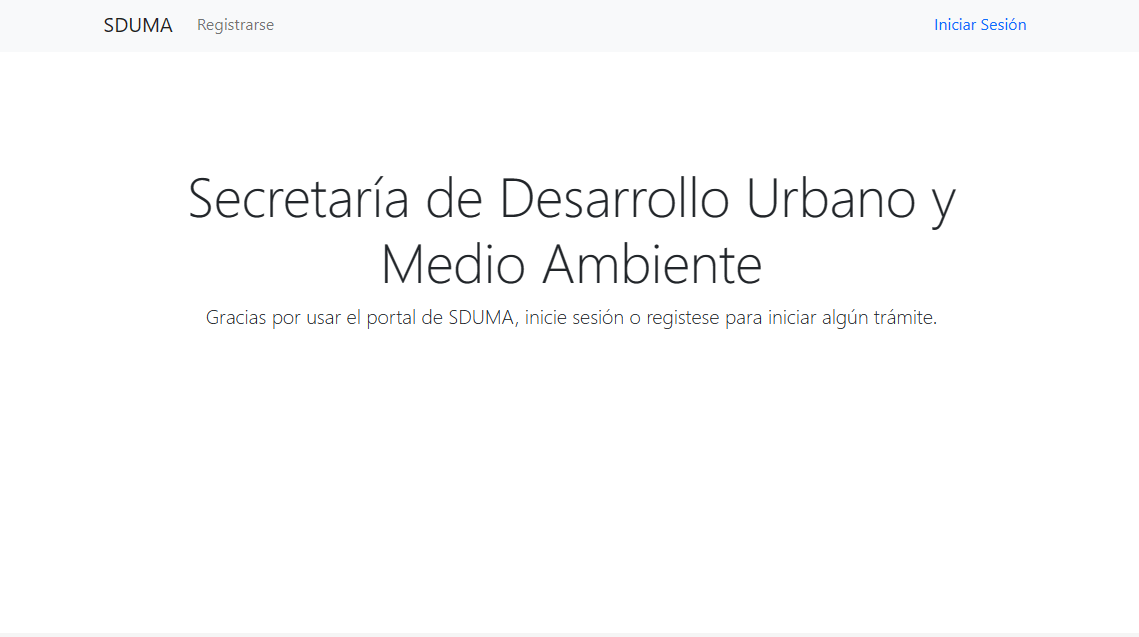 SDUMA Registrarse Iniciar Sesión
Secretaría de Desarrollo Urbano y
Medio Ambiente
Gracias por usar el portal de SDUMA, inicie sesión o registese para iniciar algún trámite.